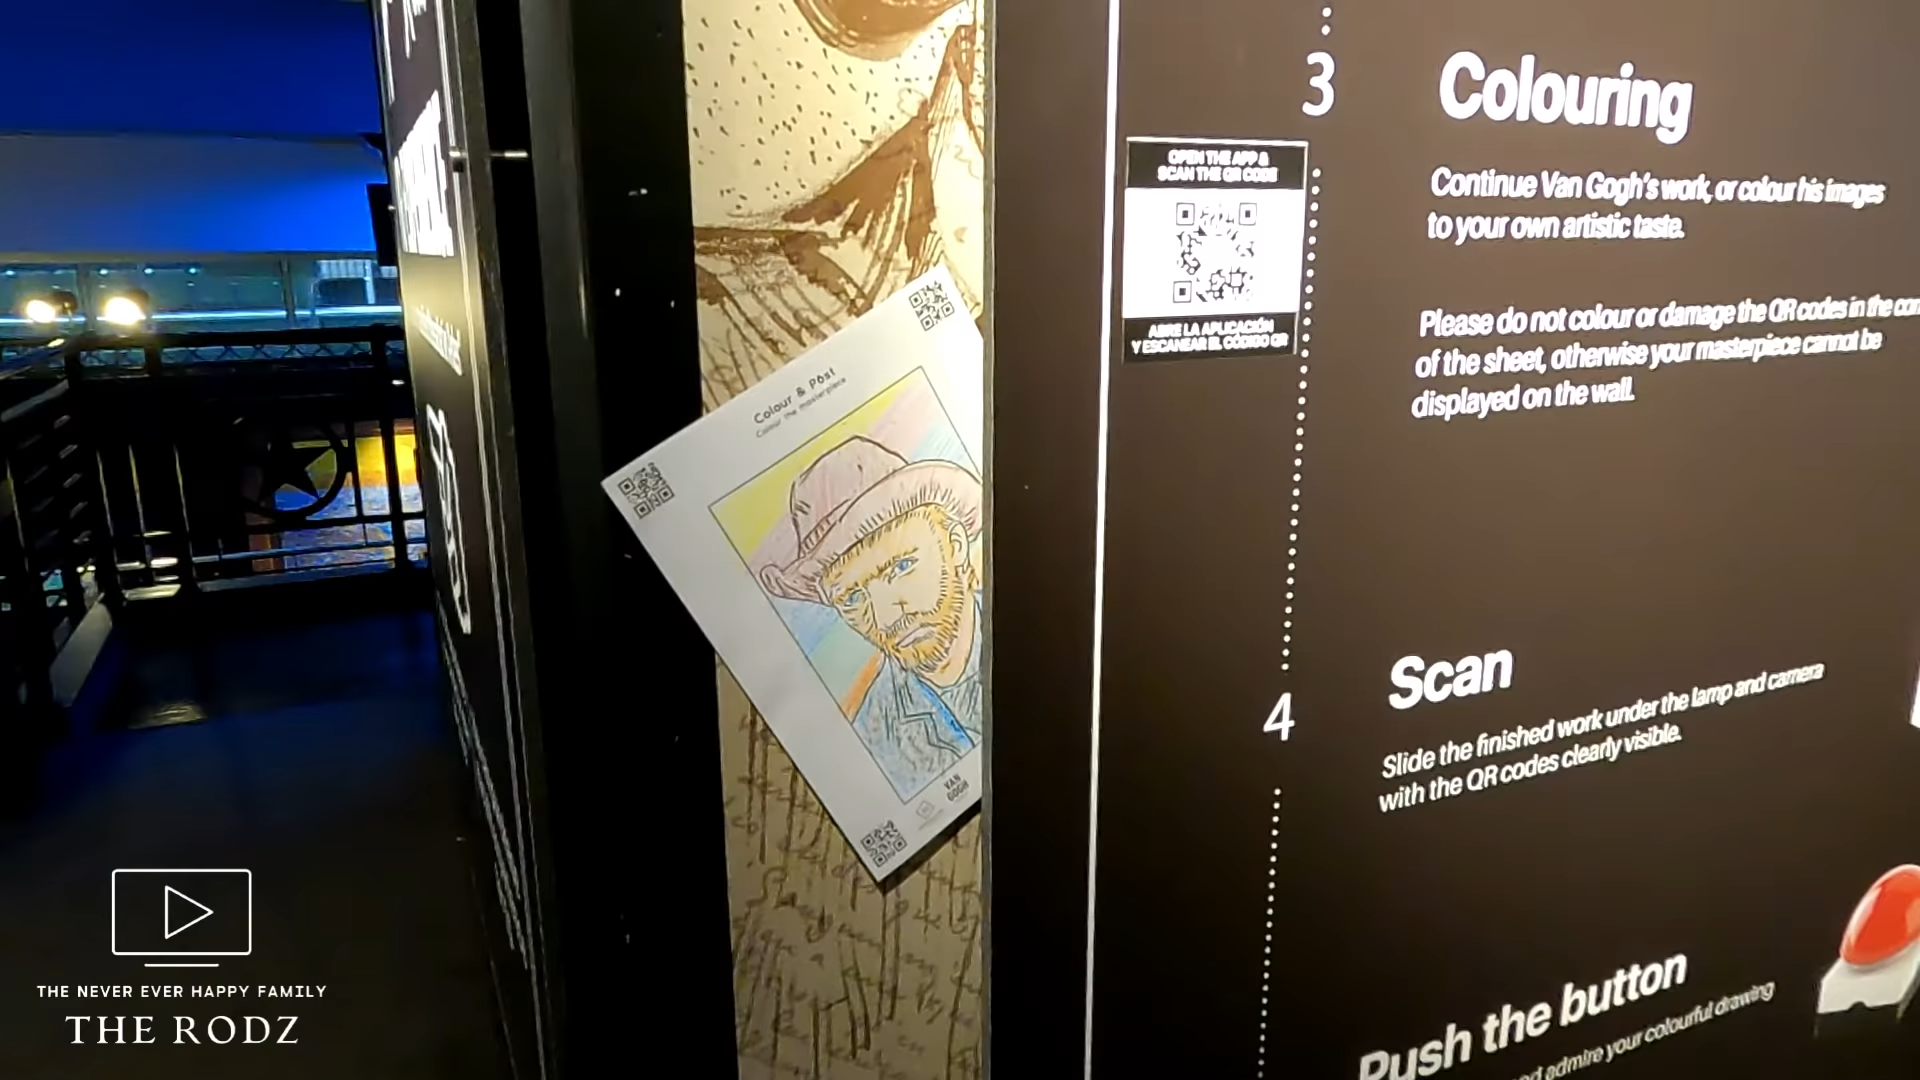 3
Colouring
OPEN THE APP &
SCAN THE QR CODE
ABRE LA APLICACIÓN
Y ESCANEAR EL CÓDIGO QR
Continue Van Gogh's work, or colour his images
to your own artistic taste.
Please do not colour or damage the QR codes in the
of the sheet, otherwise your masterpiece cannot be
displayed on the wall.
Colour & Post
Colour the masterpiece
VAN
GOGH
4
Scan
Slide the finished work under the lamp and camera
with the QR codes clearly visible.
Push the button
admire your colourful drawing
THE NEVER EVER HAPPY FAMILY
THE RODZ